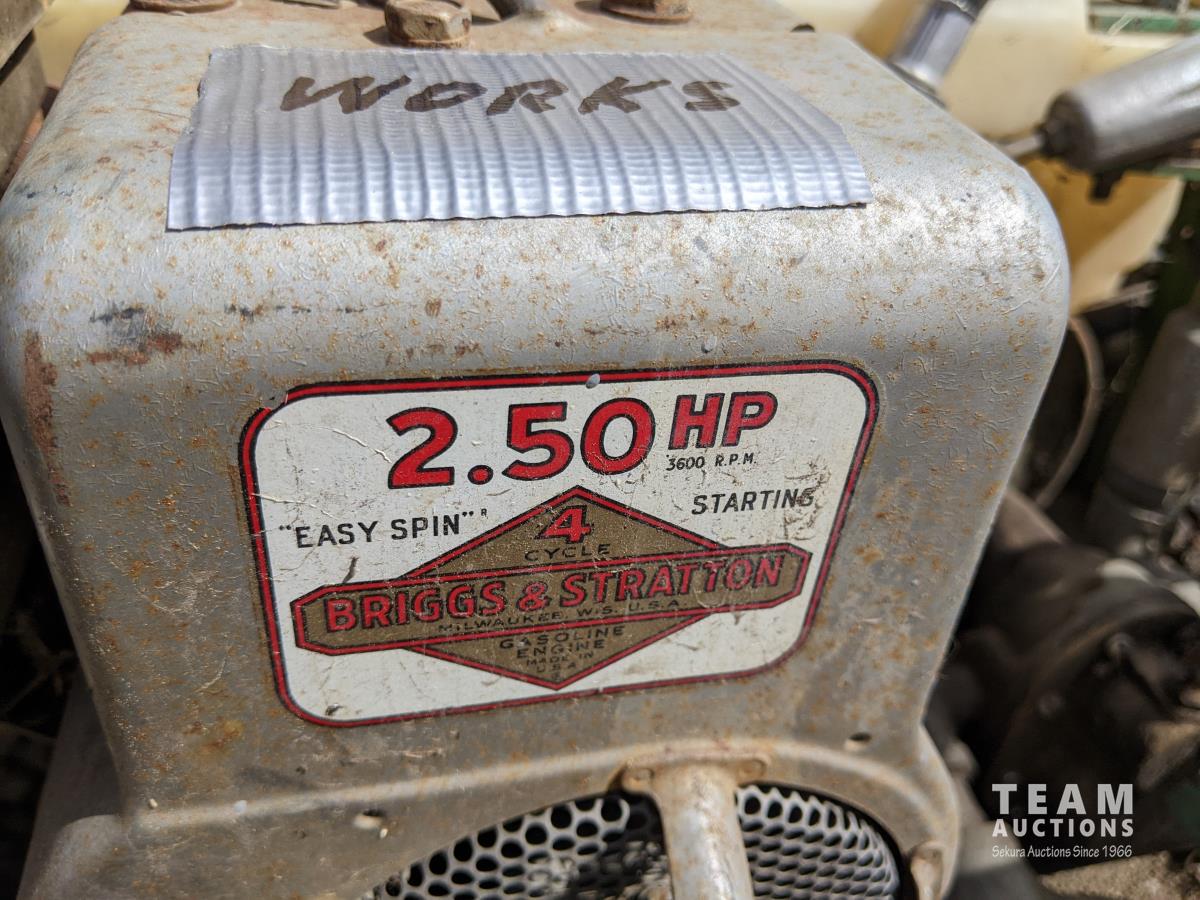 WORKS
2.50 HP
3600 R.P.M.
"EASY SPIN"® STARTING
4
CYCLE
BRIGGS & STRATTON
MILWAUKEE, WIS. U.S.A.
GASOLINE
ENGINE
MADE IN
U.S.A.
TEAM
AUCTIONS
Sekura Auctions Since 1966